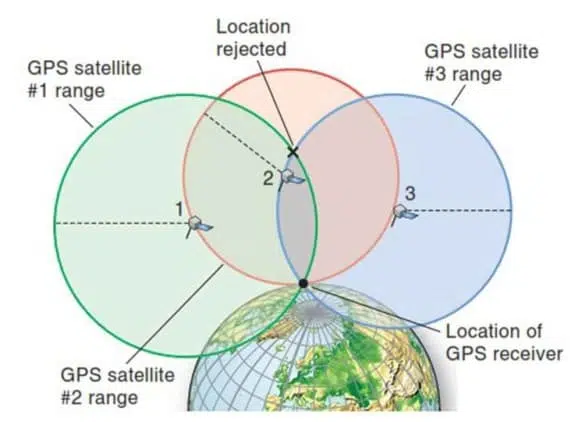 Location
rejected
GPS satellite
#1 range
GPS satellite
#3 range
2
1
3
Location of
GPS receiver
GPS satellite
#2 range